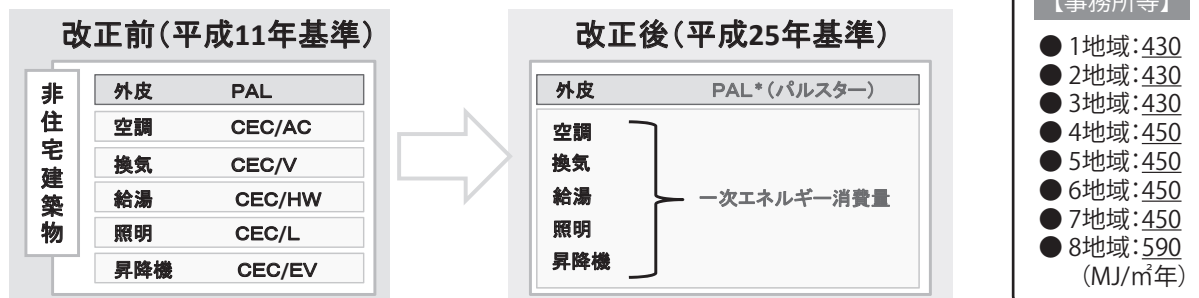 改正前(平成11年基準)
非住宅建築物
外皮 PAL
空調 CEC/AC
換気 CEC/V
給湯 CEC/HW
照明 CEC/L
昇降機 CEC/EV
改正後(平成25年基準)
外皮 PAL*(パルスター)
空調
換気
給湯
照明
昇降機
一次エネルギー消費量
【事務所等】
● 1地域:430
● 2地域:430
● 3地域:430
● 4地域:450
● 5地域:450
● 6地域:450
● 7地域:450
● 8地域:590
(MJ/㎡年)